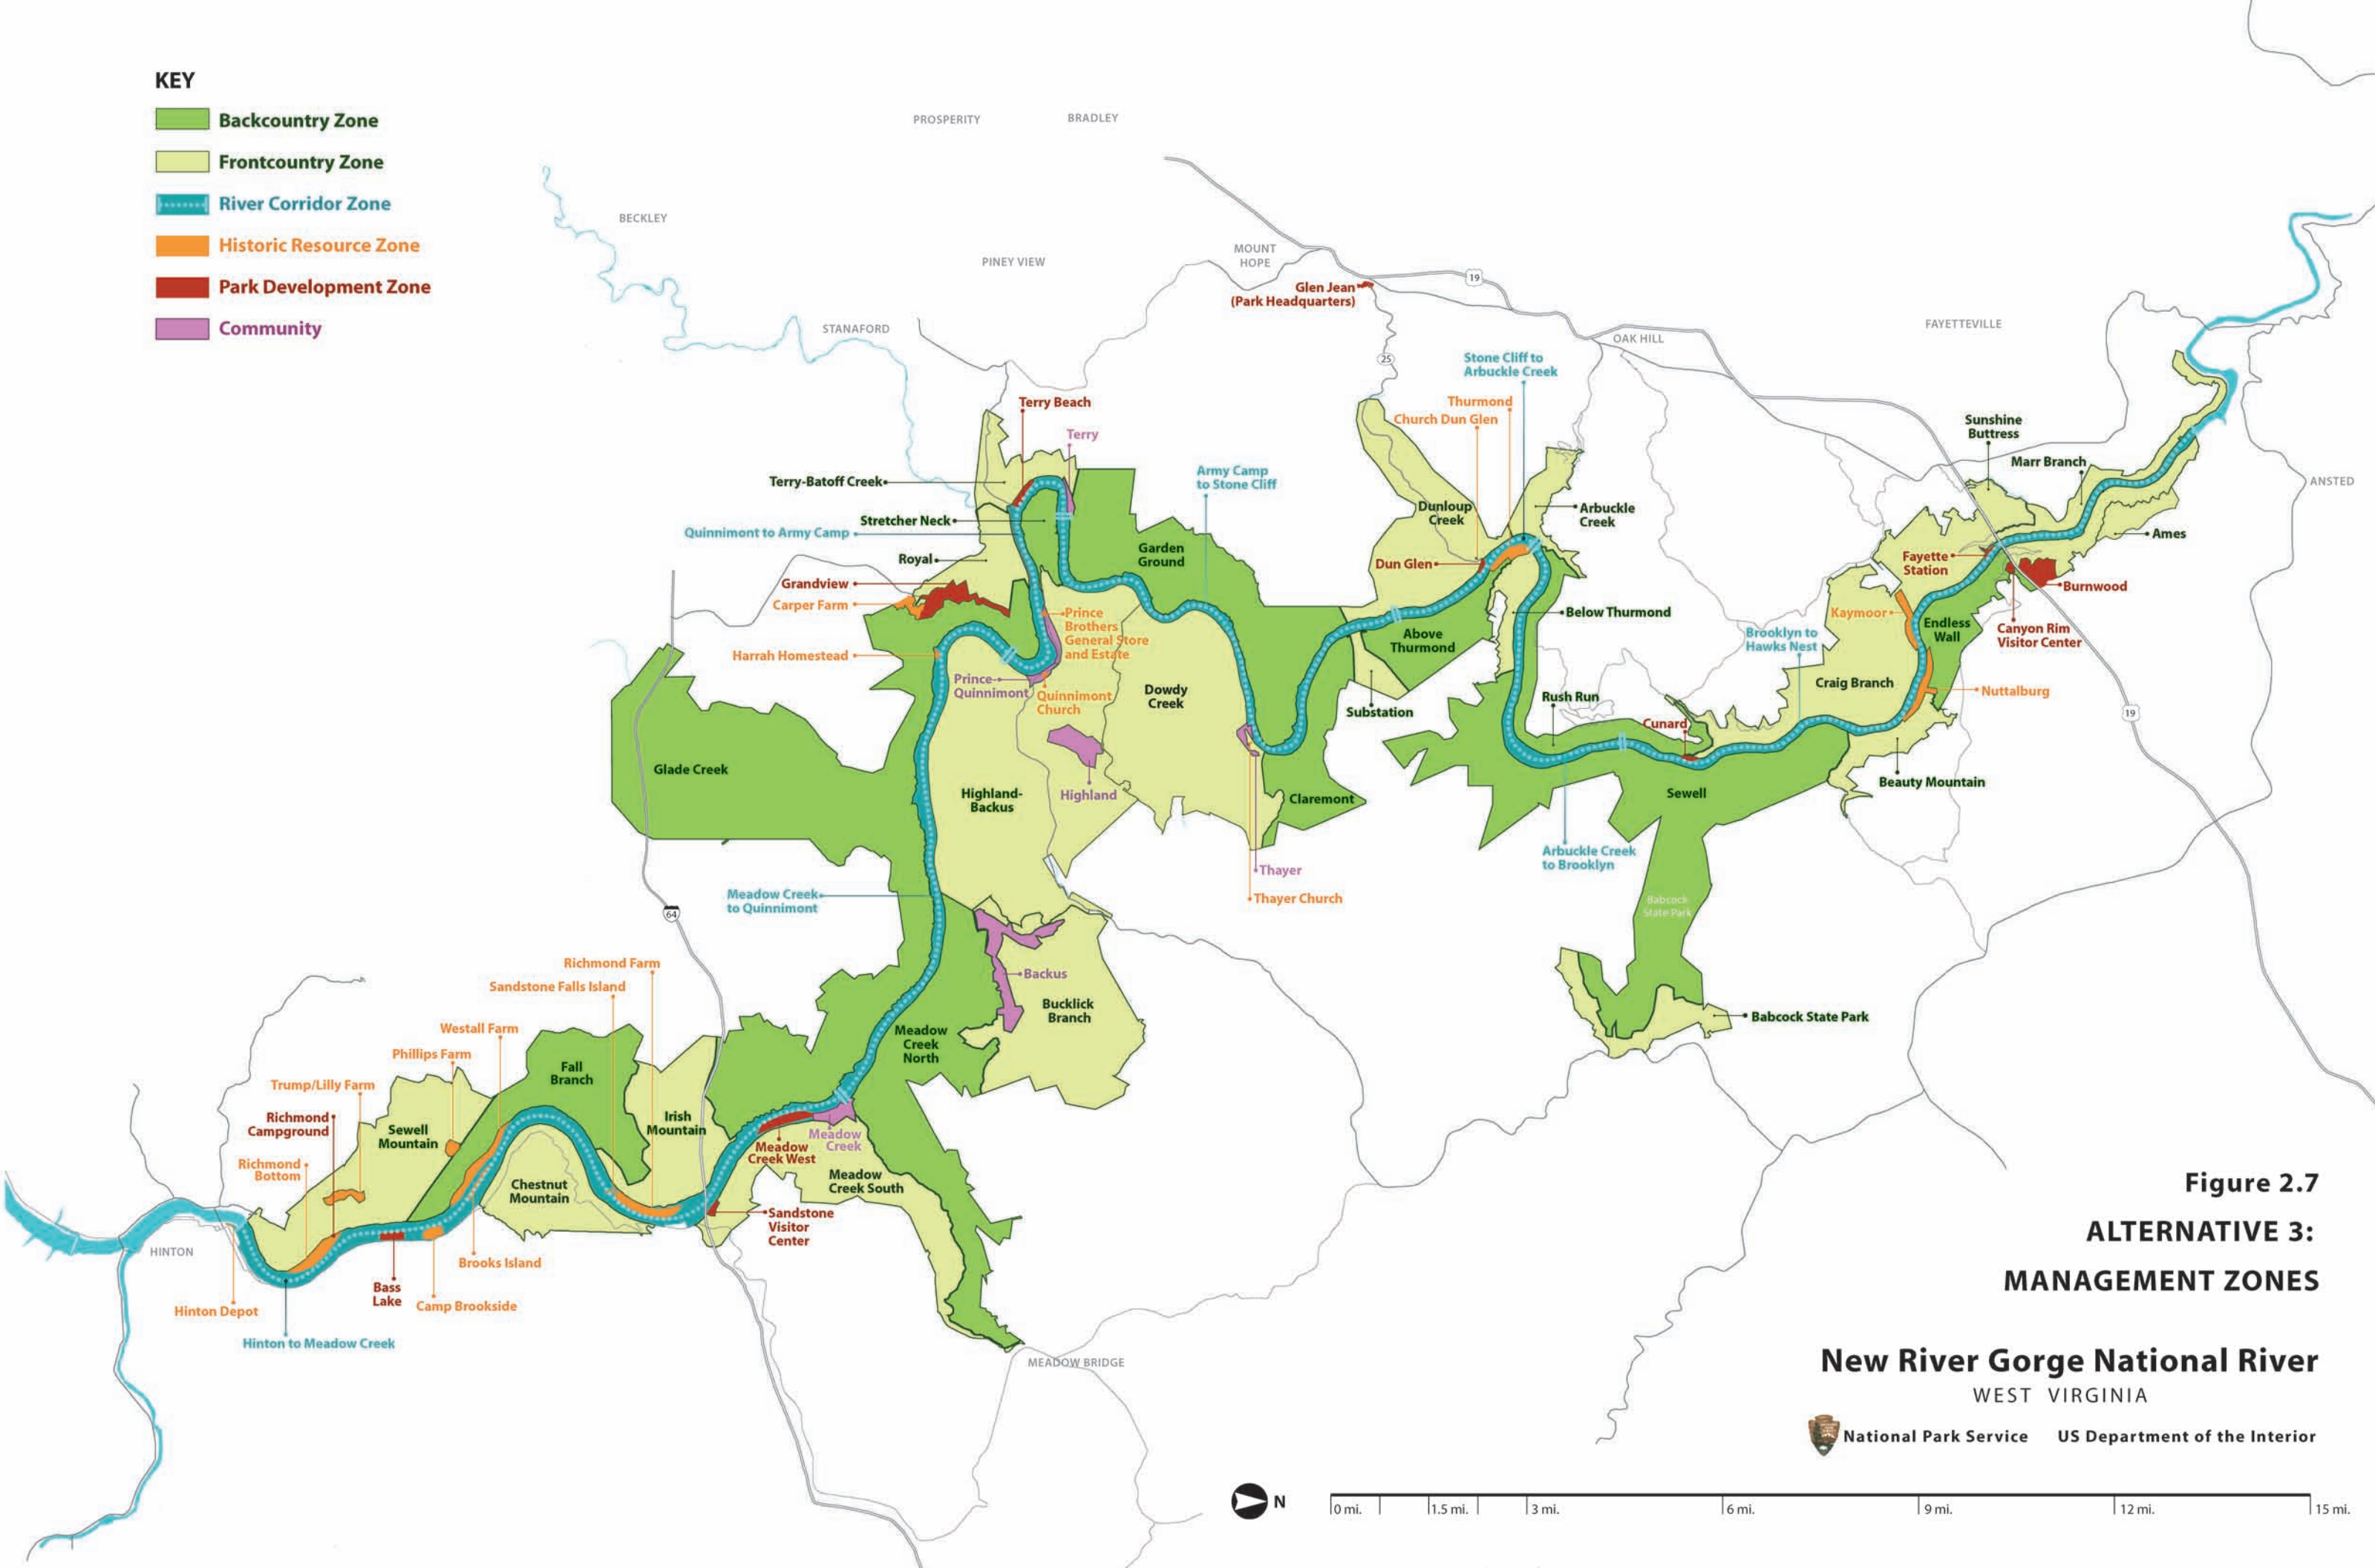 KEY
Backcountry Zone
Frontcountry Zone
River Corridor Zone
Historic Resource Zone
Park Development Zone
Community
PROSPERITY
BRADLEY
BECKLEY
PINEY VIEW
MOUNT
HOPE
STANAFORD
Glen Jean
(Park Headquarters)
19
25
OAK HILL
FAYETTEVILLE
ANSTED
Stone Cliff to
Arbuckle Creek
Thurmond
Church Dun Glen
Terry Beach
Terry
Terry-Batoff Creek
Stretcher Neck
Quinnimont to Army Camp
Royal
Grandview
Carper Farm
Harrah Homestead
Army Camp
to Stone Cliff
Garden
Ground
Prince
Brothers
General Store
and Estate
Prince-
Quinnimont
Quinnimont
Church
Dowdy
Creek
Highland-
Backus
Highland
Glade Creek
64
Meadow Creek
to Quinnimont
Dunloup
Creek
Arbuckle
Creek
Dun Glen
Below Thurmond
Above
Thurmond
Substation
Claremont
Thayer
Thayer Church
Rush Run
Cunard
Sewell
Arbuckle Creek
to Brooklyn
Babcock
State Park
Babcock State Park
Brooklyn to
Hawks Nest
Craig Branch
Kaymoor
Fayette
Station
Endless
Wall
Canyon Rim
Visitor Center
Burnwood
Nuttalburg
Beauty Mountain
Sunshine
Buttress
Marr Branch
Ames
19
Backus
Bucklick
Branch
Meadow
Creek
North
Richmond Farm
Sandstone Falls Island
Westall Farm
Phillips Farm
Trump/Lilly Farm
Richmond
Campground
Richmond
Bottom
Sewell
Mountain
Fall
Branch
Irish
Mountain
Chestnut
Mountain
Meadow
Creek West
Meadow
Creek
Meadow
Creek South
Sandstone
Visitor
Center
Brooks Island
Bass
Lake
Camp Brookside
HINTON
Hinton Depot
Hinton to Meadow Creek
MEADOW BRIDGE
Figure 2.7
ALTERNATIVE 3:
MANAGEMENT ZONES
New River Gorge National River
WEST VIRGINIA
National Park Service US Department of the Interior
N
0 mi. 1.5 mi. 3 mi. 6 mi. 9 mi. 12 mi. 15 mi.